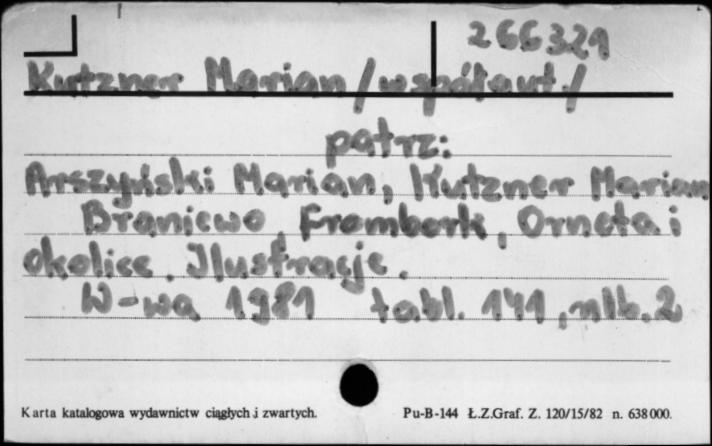 266321
Kutzner Marian /współaut./
patrz:
Arszyński Marian, Kutzner Marian
Braniewo, Frombork, Orneta i
okolice. Ilustracje.
W-wa 1981 tabl. 141, nlb. 2
Karta katalogowa wydawnictw ciągłych i zwartych. Pu-B-144 Ł.Z.Graf. Z. 120/15/82 n. 638000.